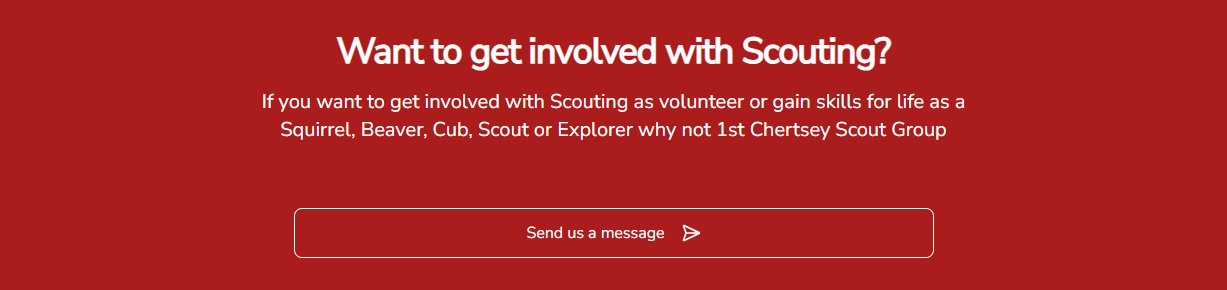 Want to get involved with Scouting?
If you want to get involved with Scouting as volunteer or gain skills for life as a
Squirrel, Beaver, Cub, Scout or Explorer why not 1st Chertsey Scout Group
Send us a message